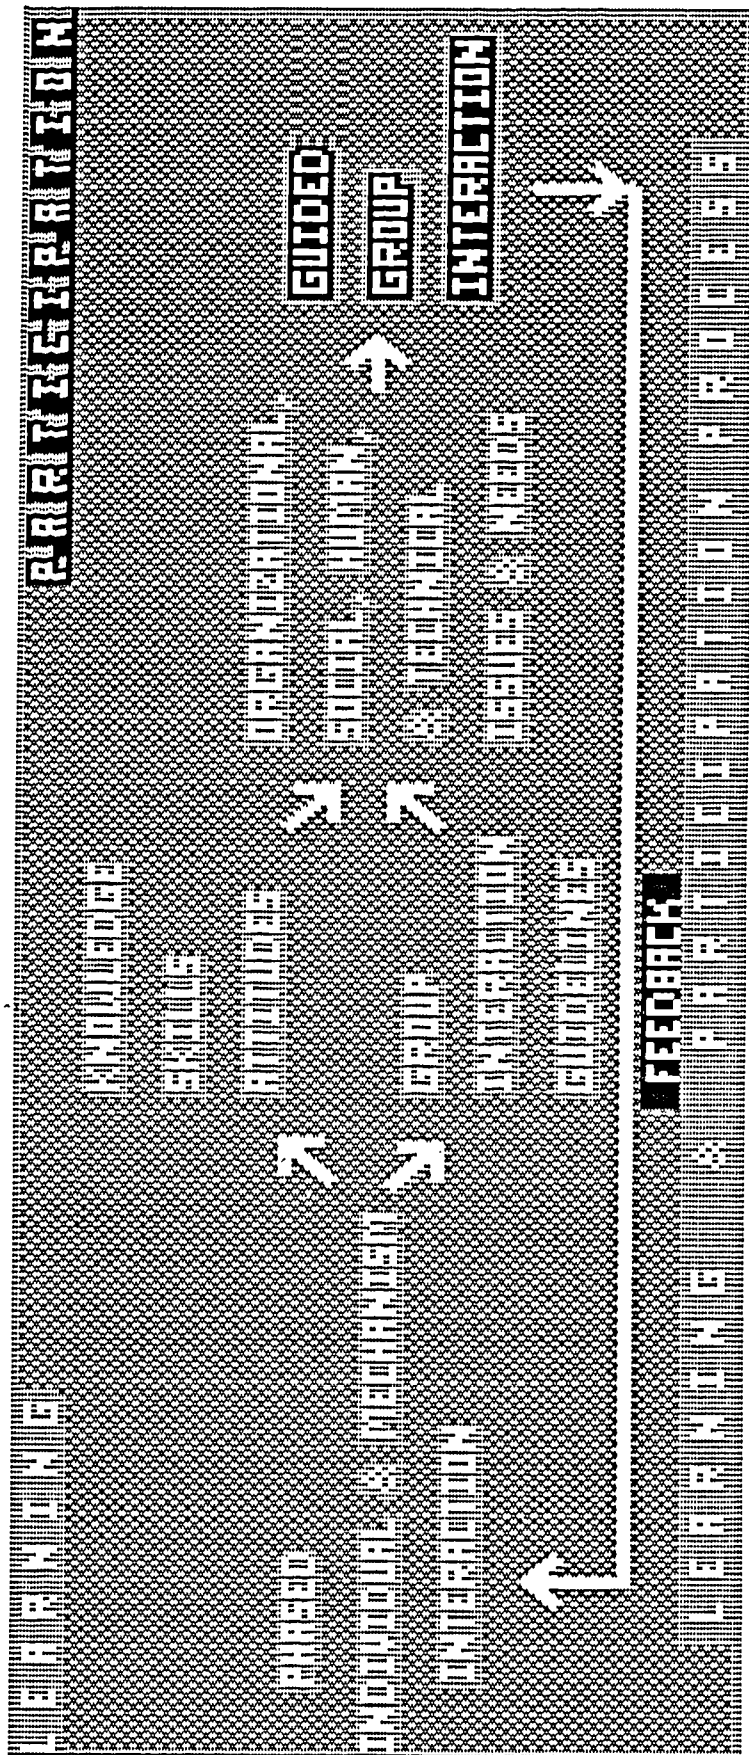 LEARNING
PARTICIPATION
PHASED
INDIVIDUAL & MECHANISM
INTERACTION
KNOWLEDGE
SKILLS
ATTITUDES
GROUP
INTERACTION
GUIDELINES
ORGANIZATIONAL,
SOCIAL, HUMAN,
& TECHNICAL
ISSUES & NEEDS
GUIDED
GROUP
INTERACTION
FEEDBACK
LEARNING & PARTICIPATION PROCESS